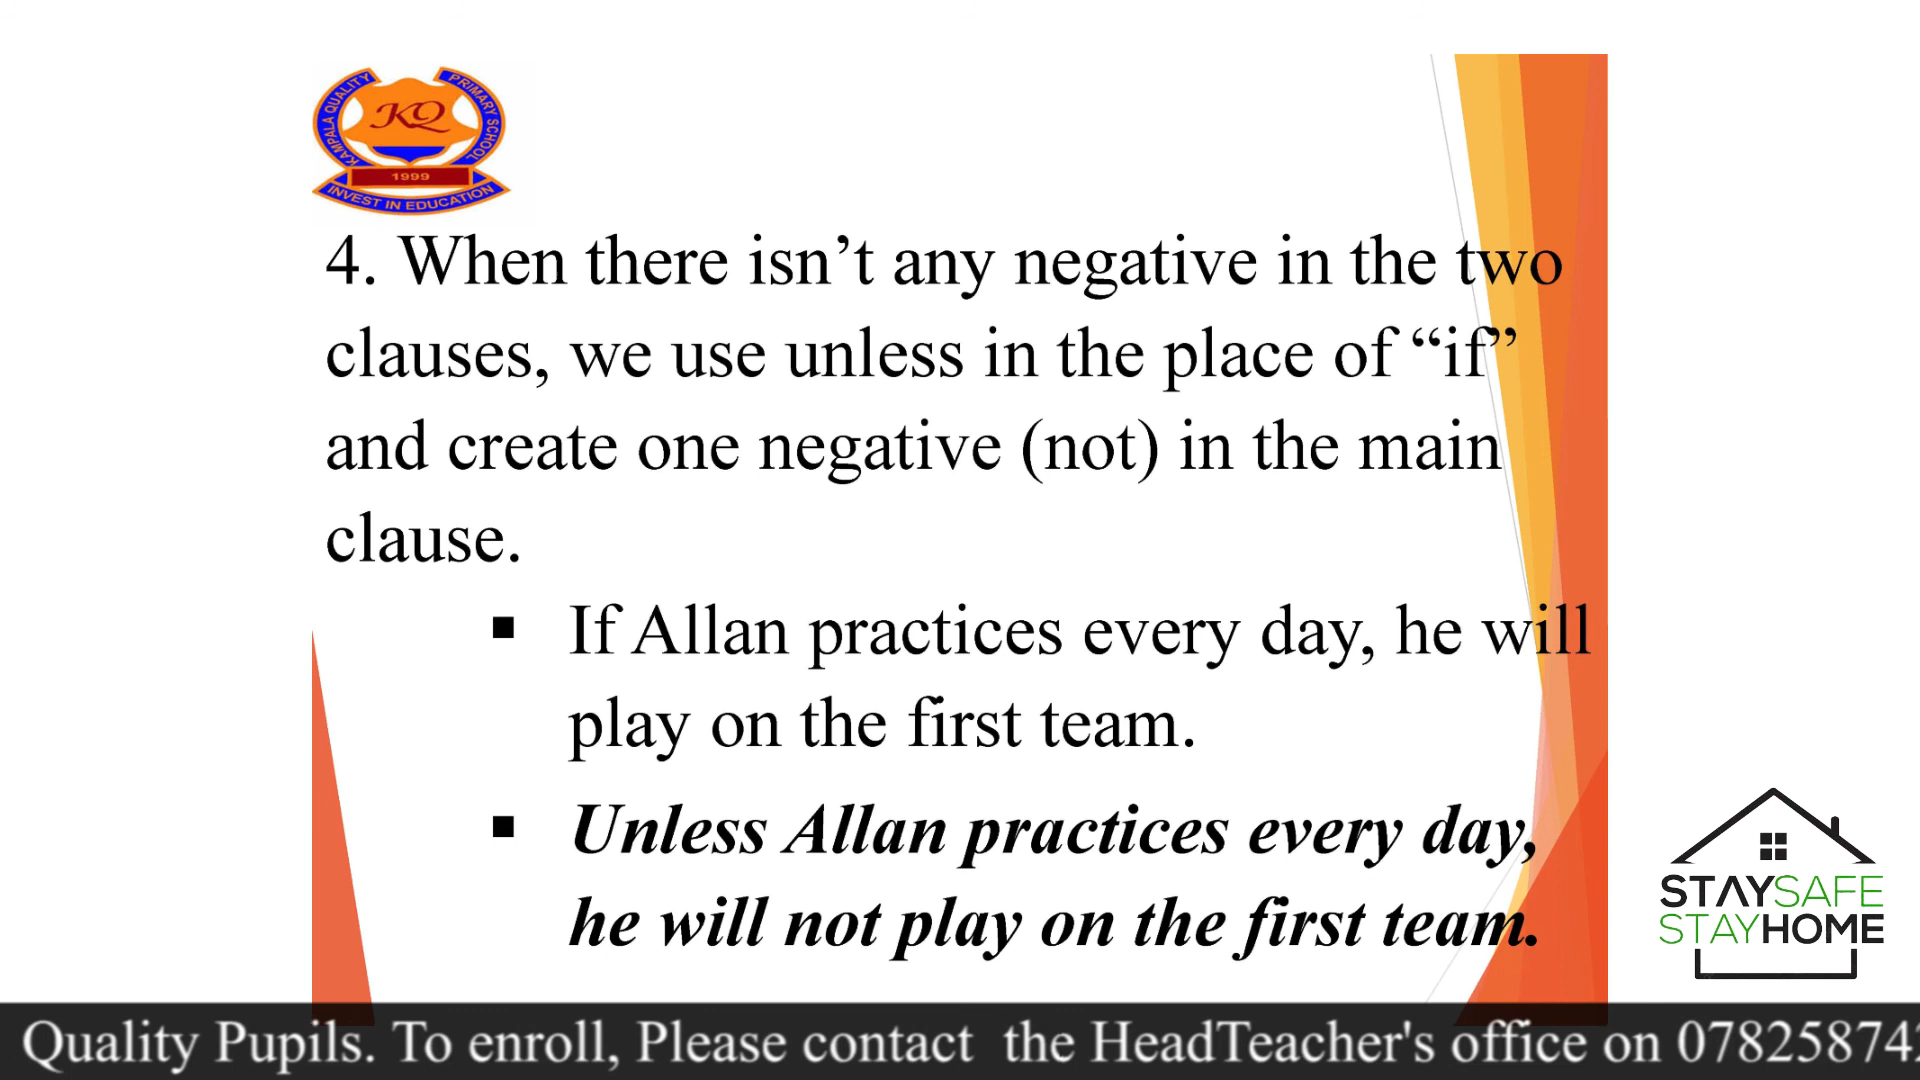 KAMPALA QUALITY PRIMARY SCHOOL
KQ
1999
INVEST IN EDUCATION
4. When there isn’t any negative in the two
clauses, we use unless in the place of “if”
and create one negative (not) in the main
clause.
▪ If Allan practices every day, he will
play on the first team.
▪ Unless Allan practices every day,
he will not play on the first team.
STAYSAFE
STAYHOME
Quality Pupils. To enroll, Please contact the HeadTeacher's office on 078258742